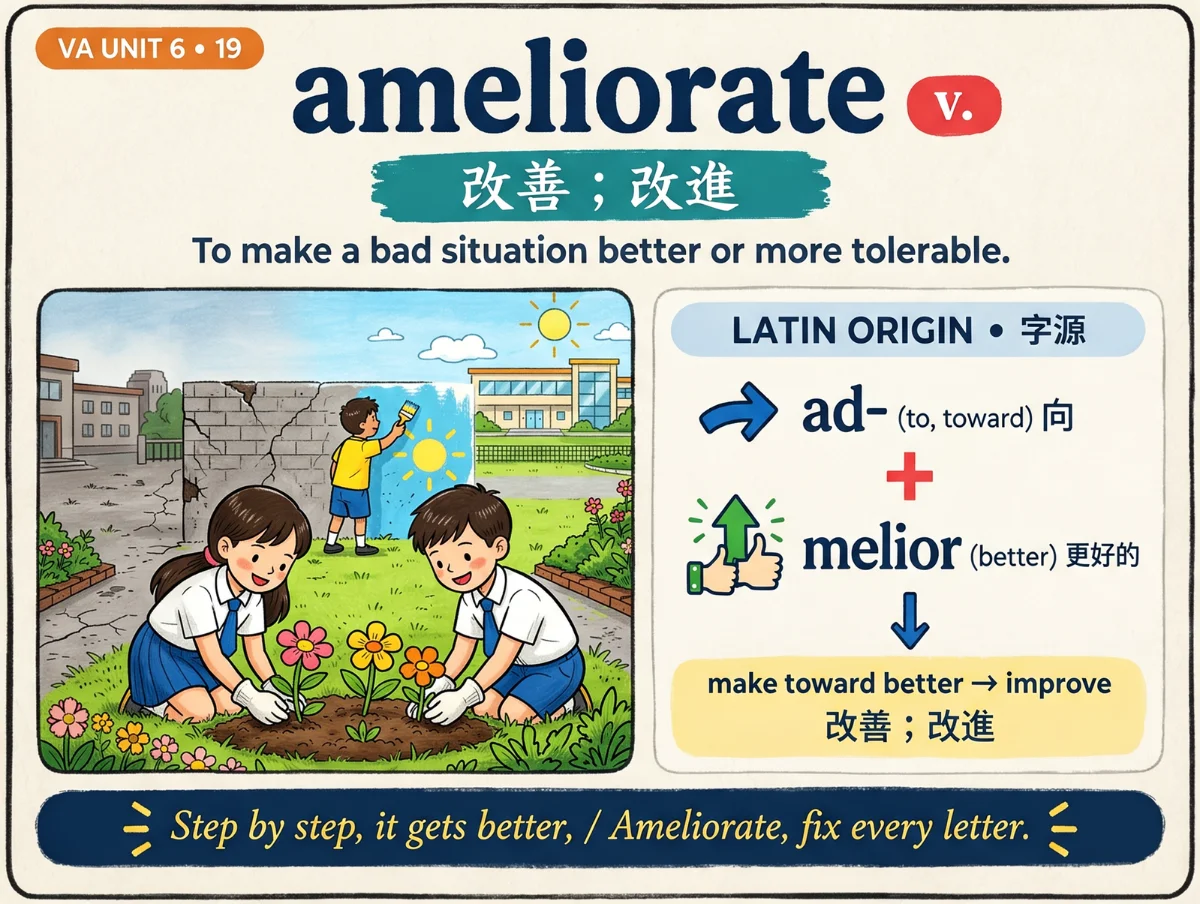 VA UNIT 6 • 19
ameliorate v.
改善；改進
To make a bad situation better or more tolerable.
LATIN ORIGIN • 字源
ad- (to, toward) 向
+
melior (better) 更好的
make toward better → improve
改善；改進
Step by step, it gets better, / Ameliorate, fix every letter.